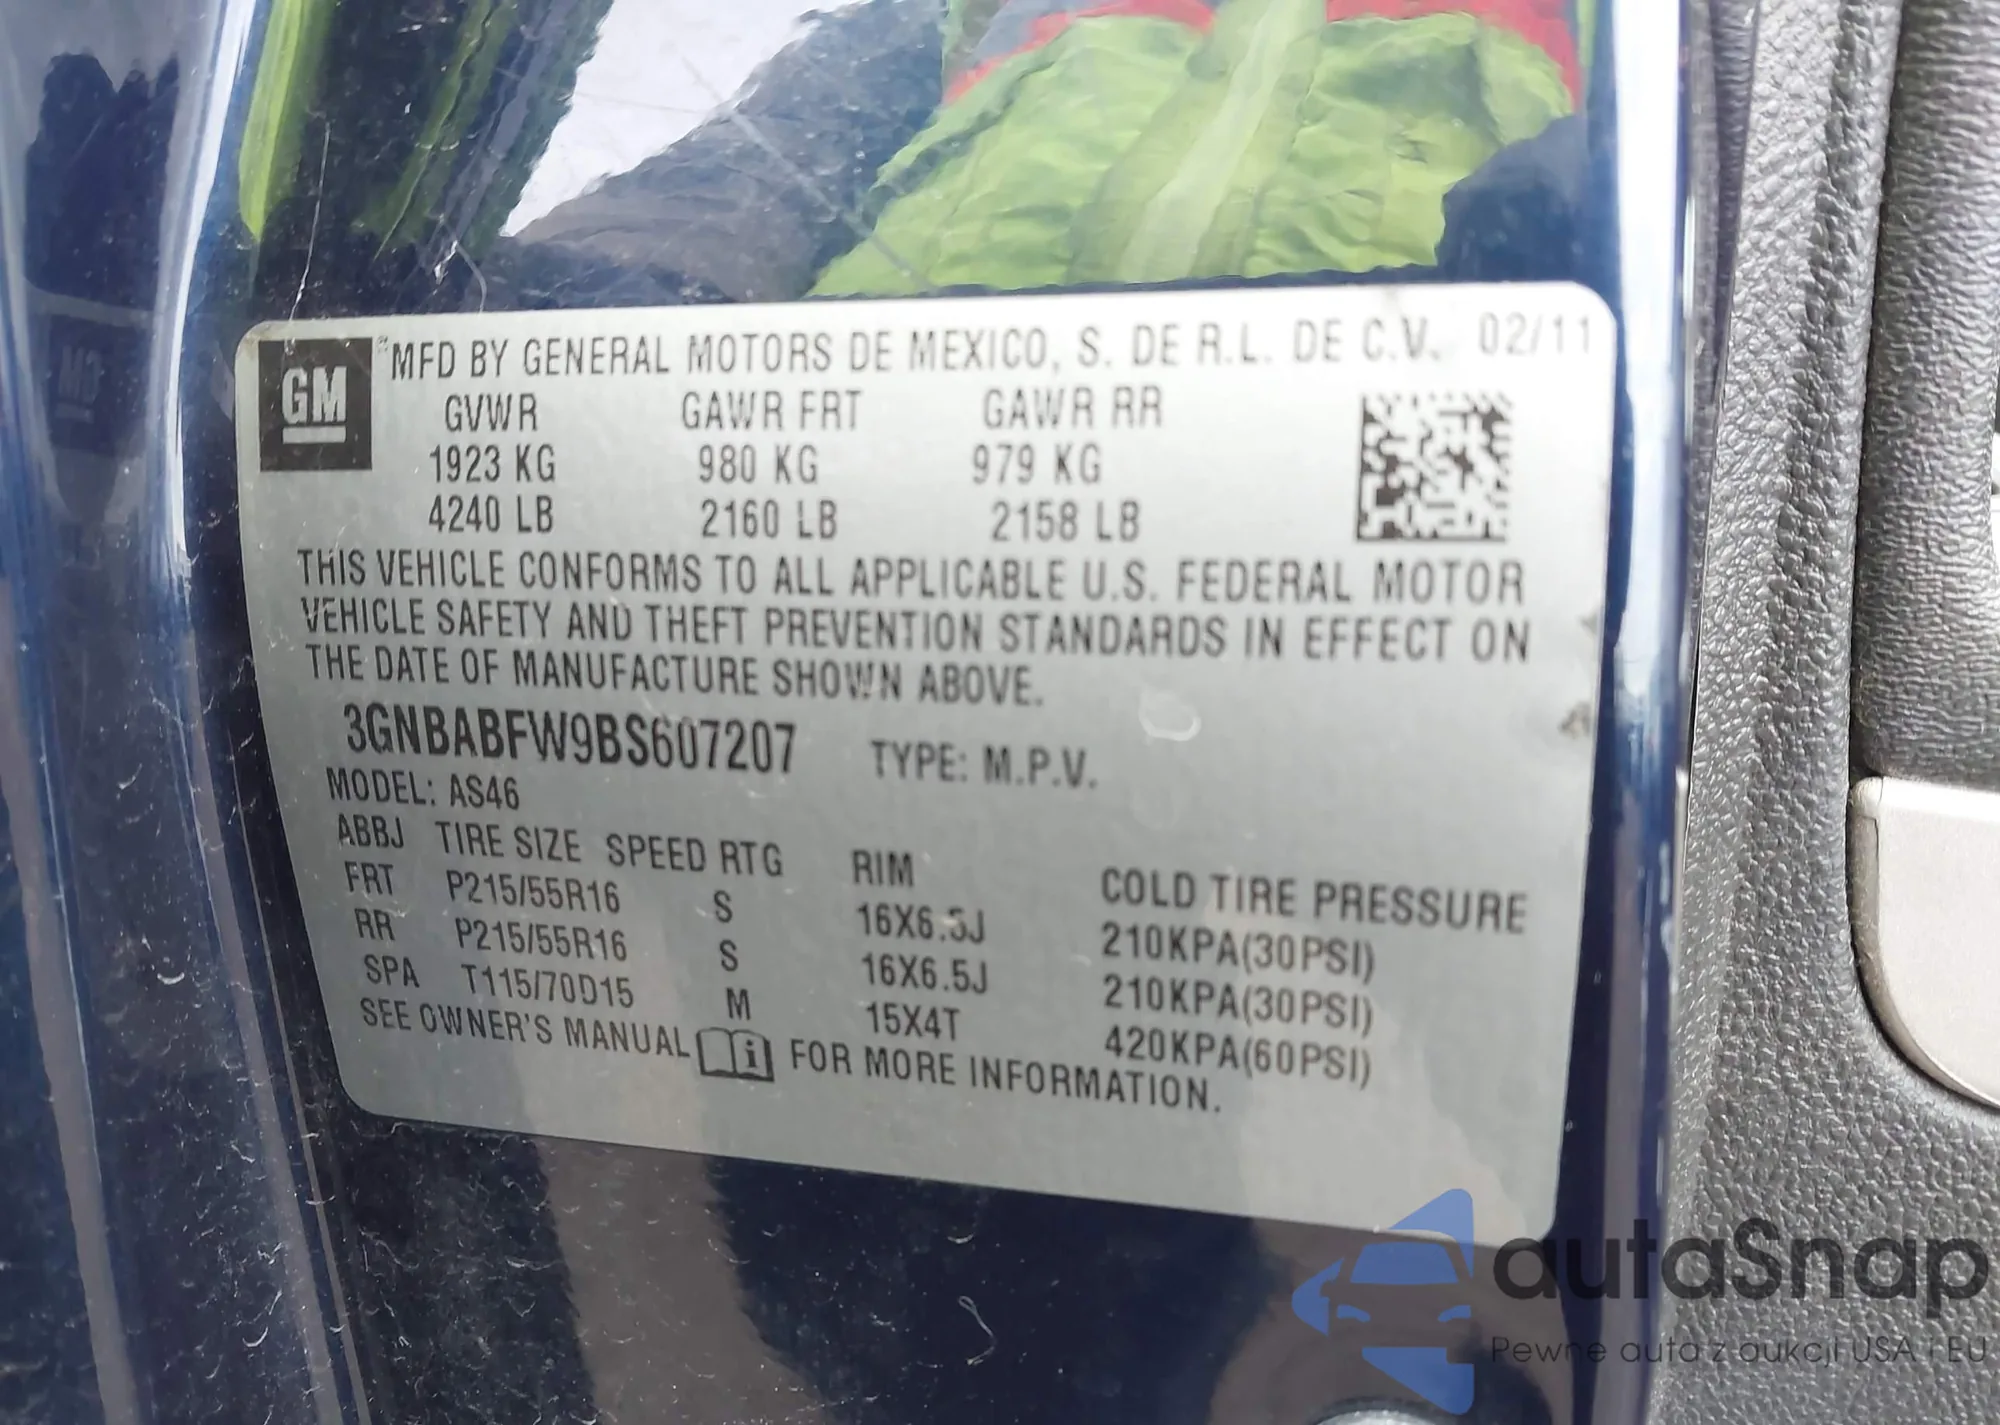 GM
MFD BY GENERAL MOTORS DE MEXICO, S. DE R.L. DE C.V. 02/11
GVWR GAWR FRT GAWR RR
1923 KG 980 KG 979 KG
4240 LB 2160 LB 2158 LB
THIS VEHICLE CONFORMS TO ALL APPLICABLE U.S. FEDERAL MOTOR
VEHICLE SAFETY AND THEFT PREVENTION STANDARDS IN EFFECT ON
THE DATE OF MANUFACTURE SHOWN ABOVE.
3GNBABFW9BS607207 TYPE: M.P.V.
MODEL: AS46
ABBJ TIRE SIZE SPEED RTG RIM COLD TIRE PRESSURE
FRT P215/55R16 S 16X6.5J 210KPA(30PSI)
RR P215/55R16 S 16X6.5J 210KPA(30PSI)
SPA T115/70D15 M 15X4T 420KPA(60PSI)
SEE OWNER'S MANUAL i FOR MORE INFORMATION.
autaSnap
Pewne auta z aukcji USA i EU